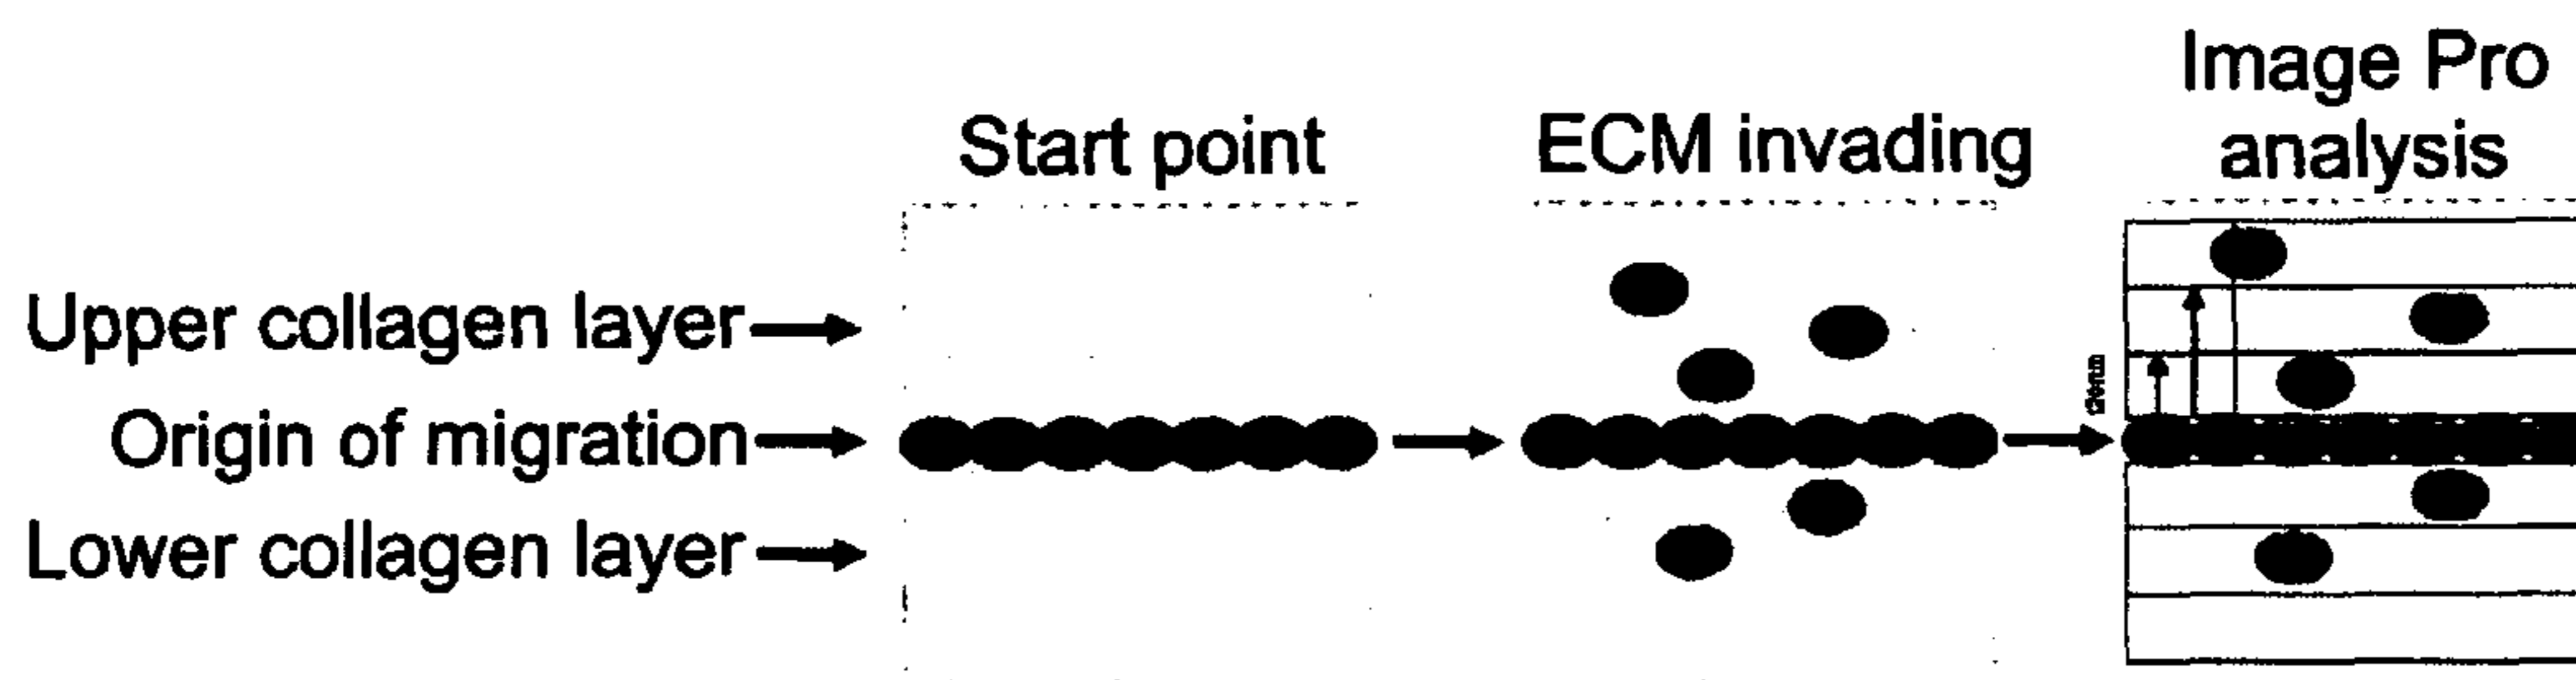 Image Pro
analysis
Start point
ECM invading
Upper collagen layer
Origin of migration
Lower collagen layer